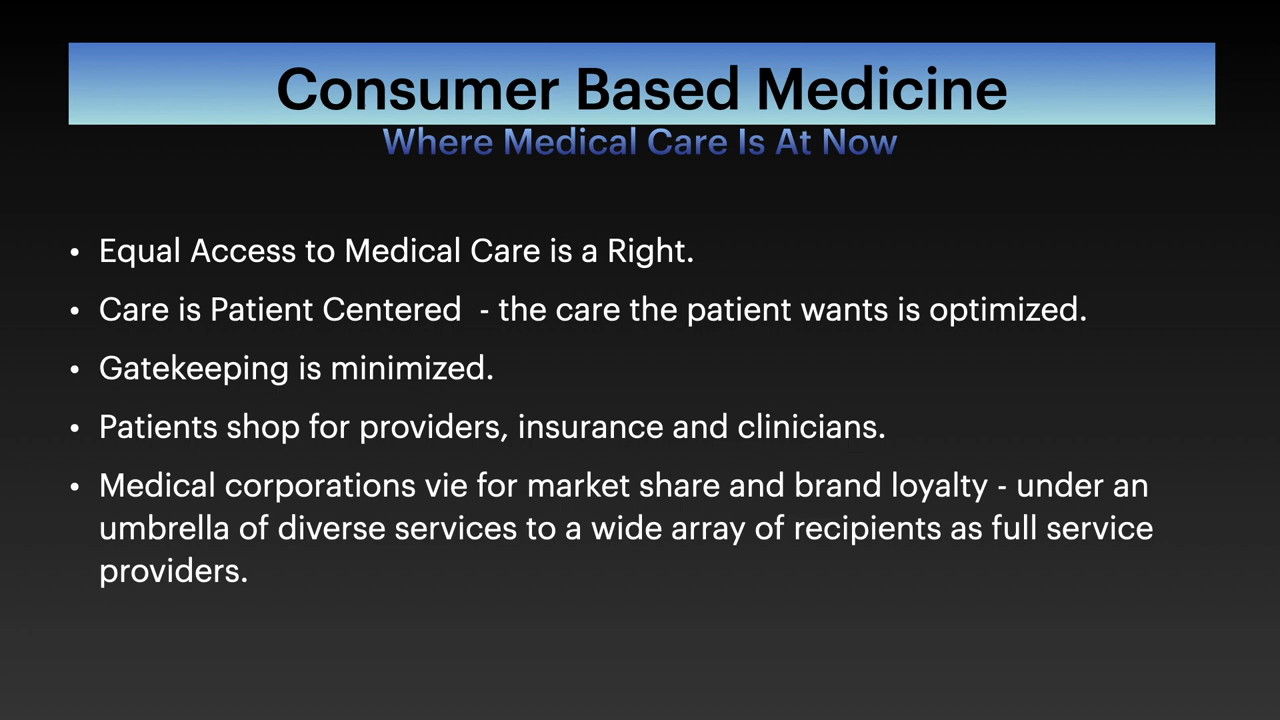 Consumer Based Medicine
Where Medical Care Is At Now
• Equal Access to Medical Care is a Right.
• Care is Patient Centered  - the care the patient wants is optimized.
• Gatekeeping is minimized.
• Patients shop for providers, insurance and clinicians.
• Medical corporations vie for market share and brand loyalty - under an
umbrella of diverse services to a wide array of recipients as full service
providers.